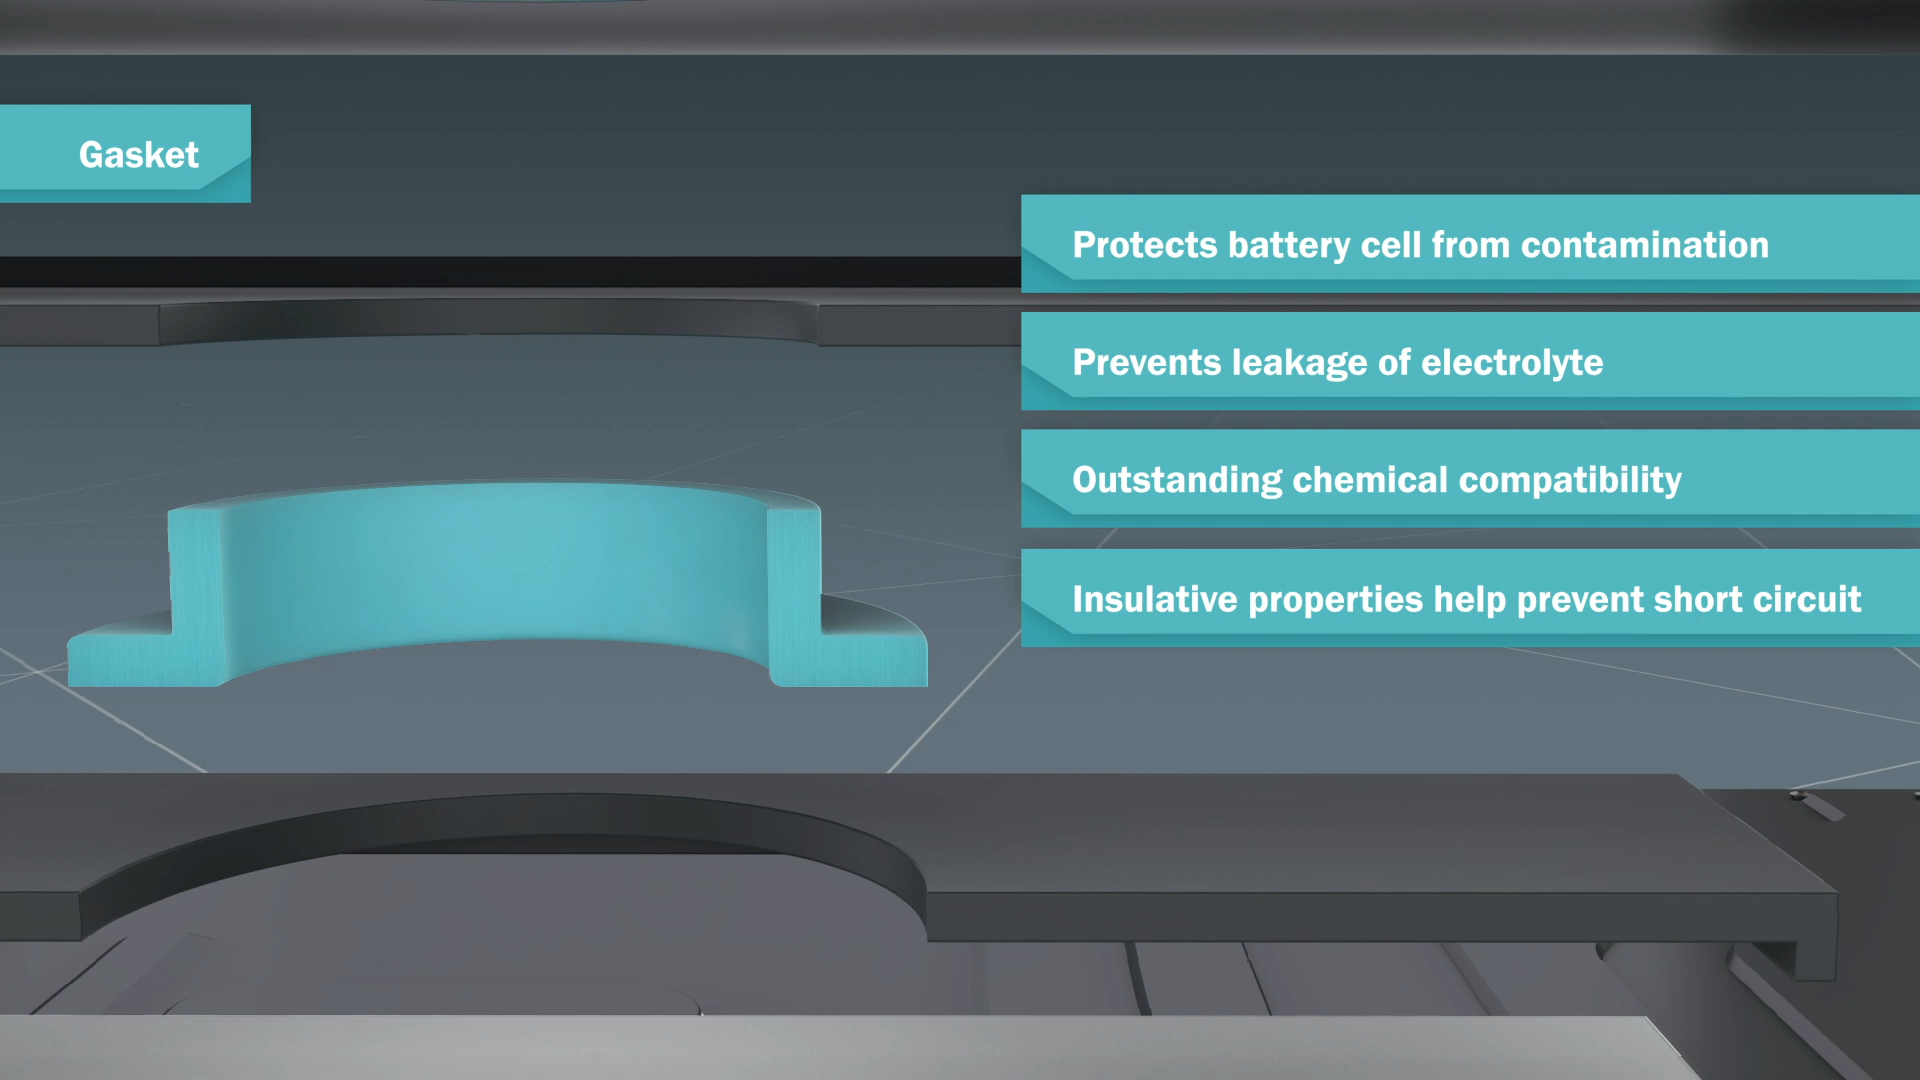 Gasket
Protects battery cell from contamination
Prevents leakage of electrolyte
Outstanding chemical compatibility
Insulative properties help prevent short circuit